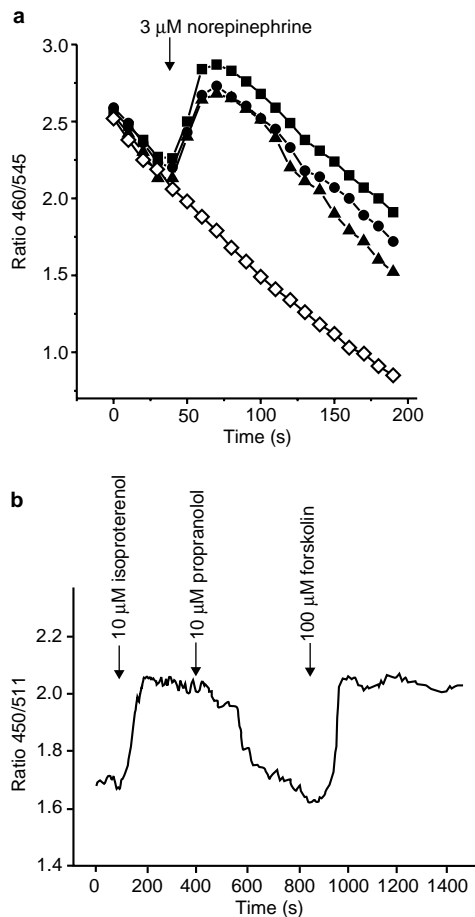 a
3 µM norepinephrine
3.0
2.5
2.0
1.5
1.0
Ratio 460/545
0 50 100 150 200
Time (s)
b
10 µM isoproterenol
10 µM propranolol
100 µM forskolin
2.2
2.0
1.8
1.6
1.4
Ratio 450/511
0 200 400 600 800 1000 1200 1400
Time (s)